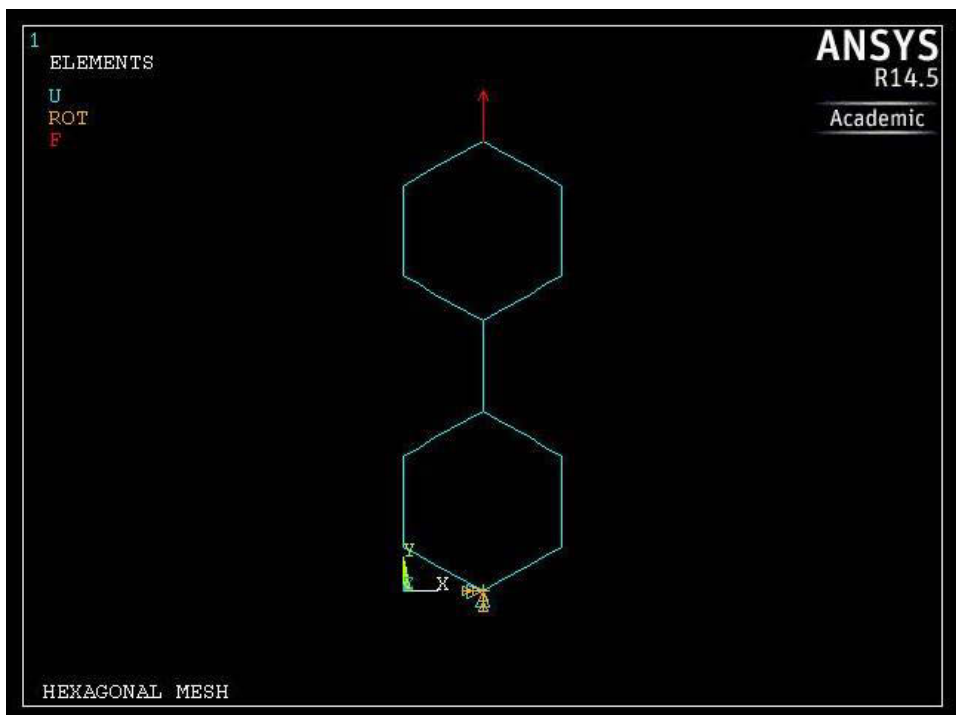 1
ELEMENTS
U
ROT
F
ANSYS
R14.5
Academic
Y
X
HEXAGONAL MESH